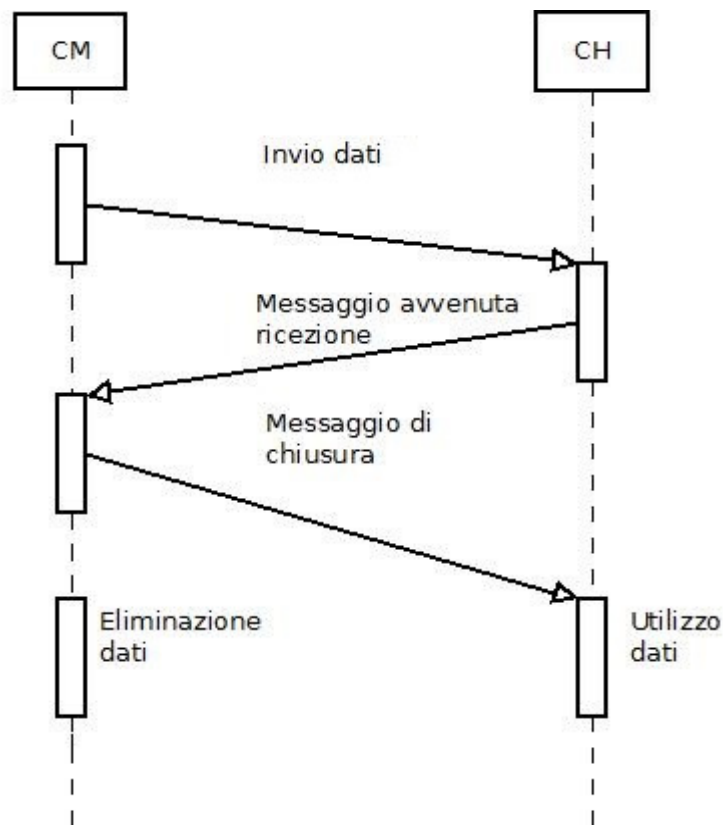 CM
CH
Invio dati
Messaggio avvenuta
ricezione
Messaggio di
chiusura
Eliminazione
dati
Utilizzo
dati